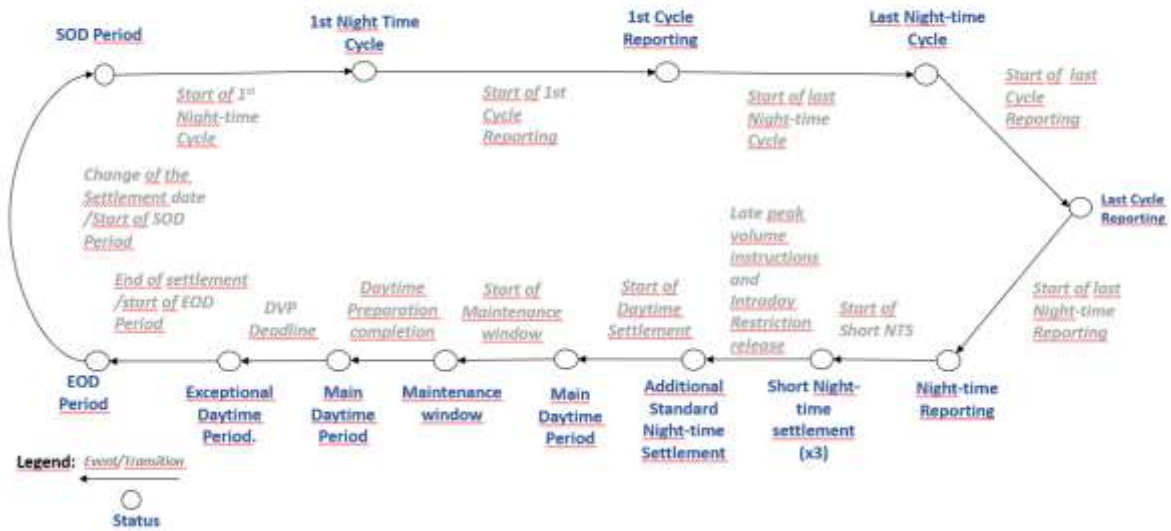 SOD Period
1st Night Time
Cycle
1st Cycle
Reporting
Last Night-time
Cycle
Start of 1st
Night-time
Cycle
Start of 1st
Cycle
Reporting
Start of last
Night-time
Cycle
Start of last
Cycle
Reporting
Change of the
Settlement date
/Start of SOD
Period
Last Cycle
Reporting
End of settlement
/start of EOD
Period
DVP
Deadline
Daytime
Preparation
completion
Start of
Maintenance
window
Start of
Daytime
Settlement
Late peak
volume
instructions
and
Intraday
Restriction
release
Start of
Short NTS
Start of last
Night-time
Reporting
EOD
Period
Exceptional
Daytime
Period.
Main
Daytime
Period
Maintenance
window
Main
Daytime
Period
Additional
Standard
Night-time
Settlement
Short Night-
time
settlement
(x3)
Night-time
Reporting
Legend: Event/Transition
Status